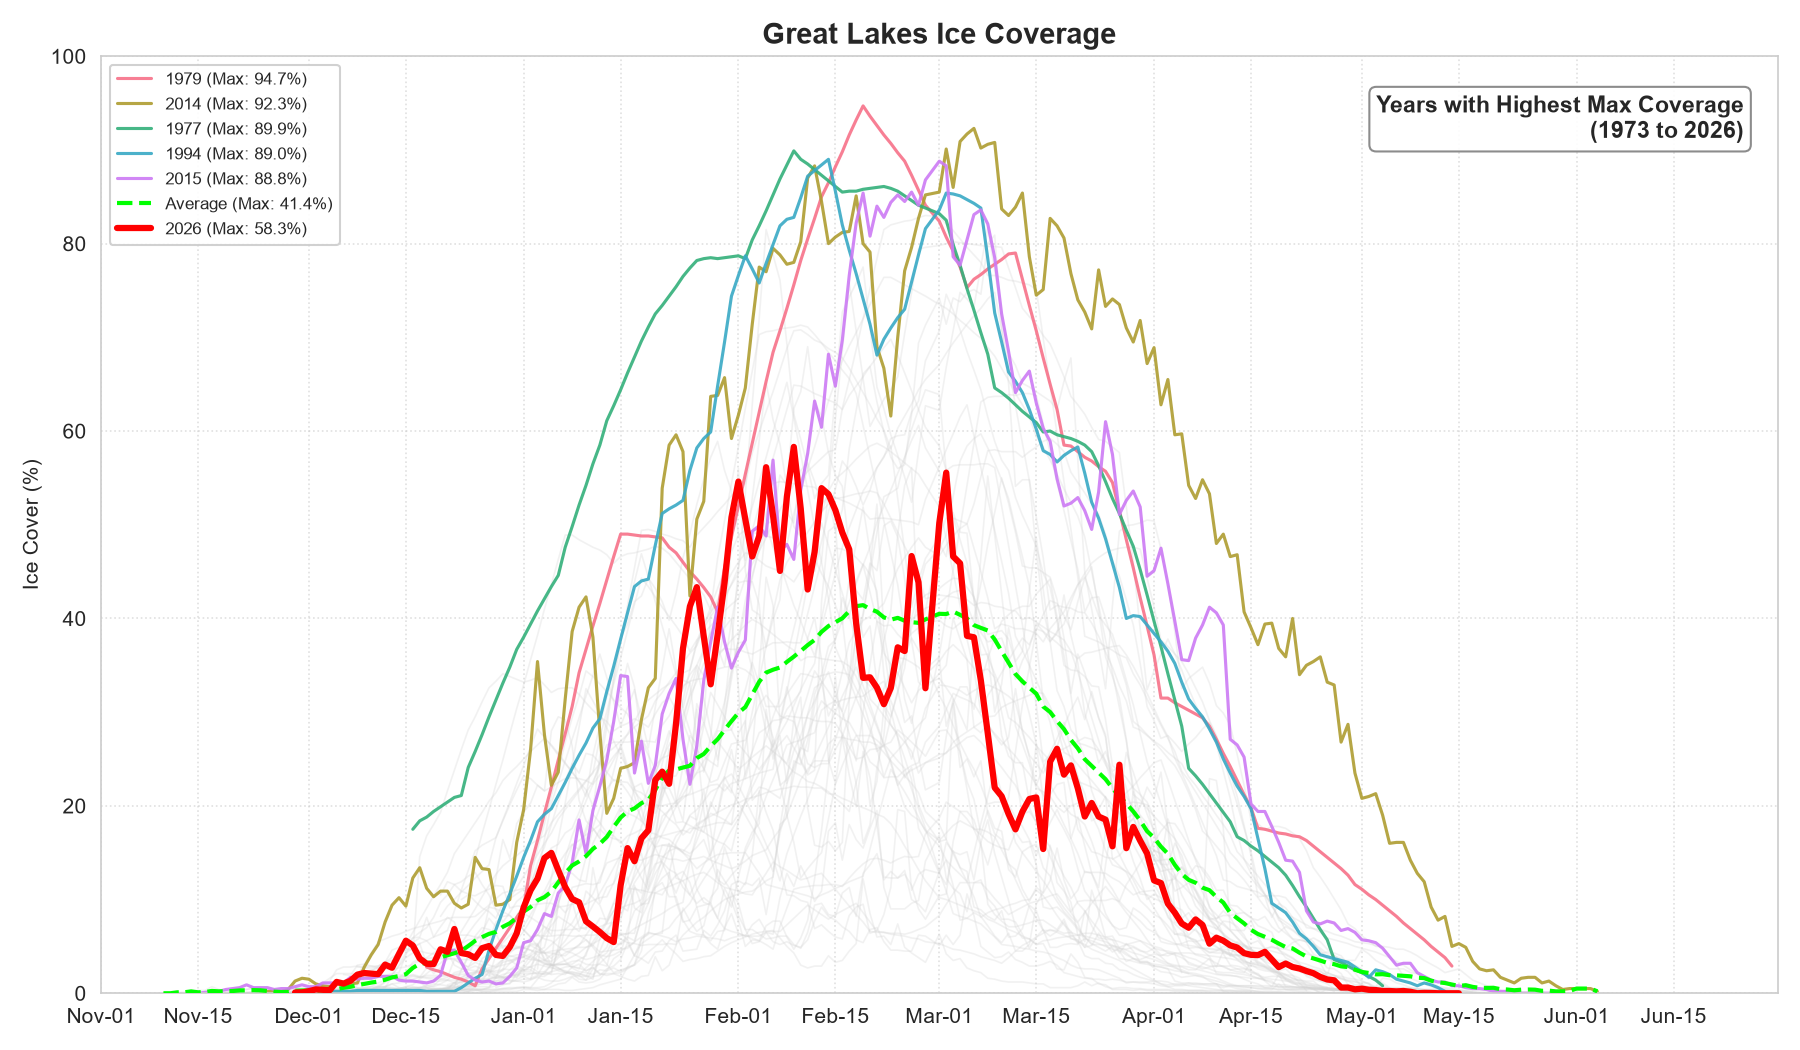 Great Lakes Ice Coverage
100
80
60
40
20
0
Ice Cover (%)
1979 (Max: 94.7%)
2014 (Max: 92.3%)
1977 (Max: 89.9%)
1994 (Max: 89.0%)
2015 (Max: 88.8%)
Average (Max: 41.4%)
2026 (Max: 58.3%)
Years with Highest Max Coverage
(1973 to 2026)
Nov-01 Nov-15 Dec-01 Dec-15 Jan-01 Jan-15 Feb-01 Feb-15 Mar-01 Mar-15 Apr-01 Apr-15 May-01 May-15 Jun-01 Jun-15